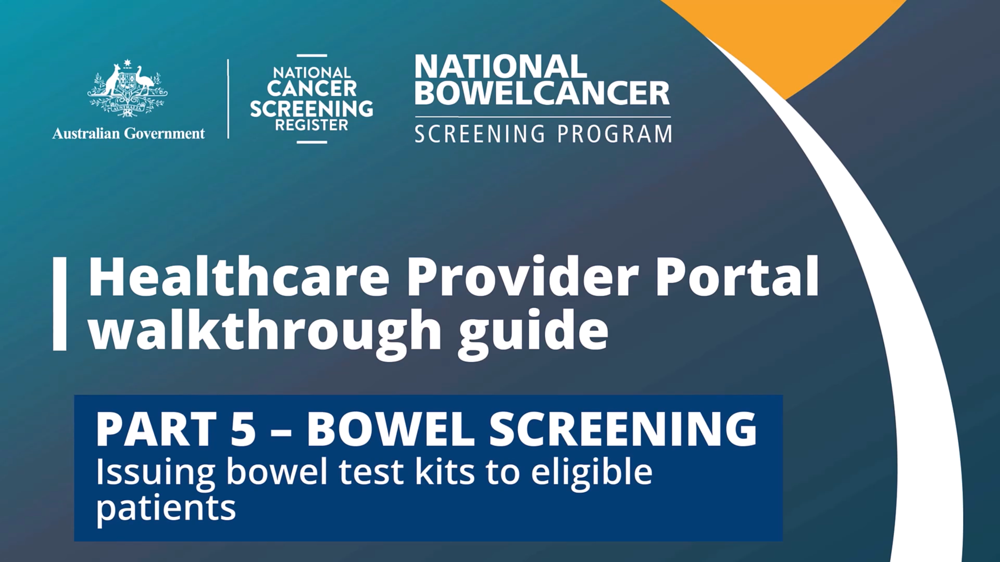 AUSTRALIA
Australian Government
NATIONAL
CANCER
SCREENING
REGISTER
NATIONAL
BOWELCANCER
SCREENING PROGRAM
Healthcare Provider Portal
walkthrough guide
PART 5 – BOWEL SCREENING
Issuing bowel test kits to eligible
patients